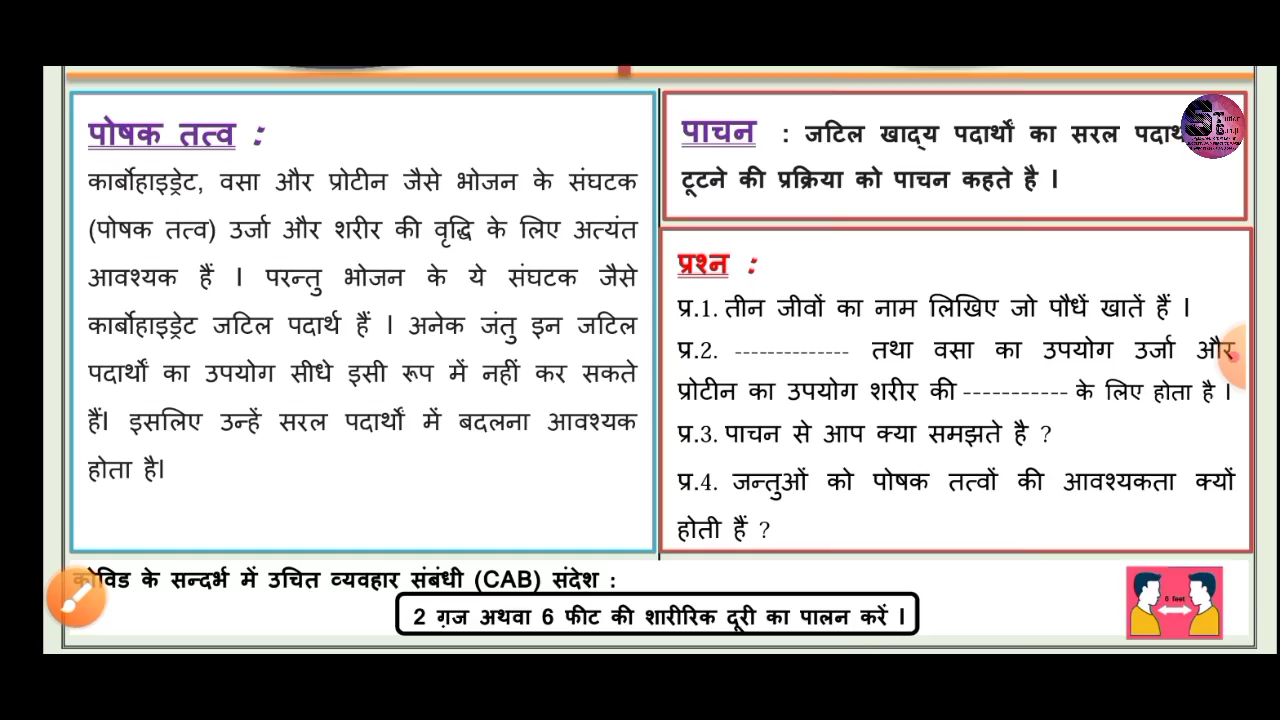 पोषक तत्व :
कार्बोहाइड्रेट, वसा और प्रोटीन जैसे भोजन के संघटक
(पोषक तत्व) उर्जा और शरीर की वृद्धि के लिए अत्यंत
आवश्यक हैं । परन्तु भोजन के ये संघटक जैसे
कार्बोहाइड्रेट जटिल पदार्थ हैं । अनेक जंतु इन जटिल
पदार्थों का उपयोग सीधे इसी रूप में नहीं कर सकते
हैं। इसलिए उन्हें सरल पदार्थों में बदलना आवश्यक
होता है।
पाचन : जटिल खाद्य पदार्थों का सरल
टूटने की प्रक्रिया को पाचन कहते है ।
प्रश्न :
प्र.1. तीन जीवों का नाम लिखिए जो पौधें खातें हैं ।
प्र.2. -------------- तथा वसा का उपयोग उर्जा और
प्रोटीन का उपयोग शरीर की ----------- के लिए होता है ।
प्र.3. पाचन से आप क्या समझते है ?
प्र.4. जन्तुओं को पोषक तत्वों की आवश्यकता क्यों
होती हैं ?
कोविड के सन्दर्भ में उचित व्यवहार संबंधी (CAB) संदेश :
2 ग़ज अथवा 6 फीट की शारीरिक दूरी का पालन करें ।
6 feet